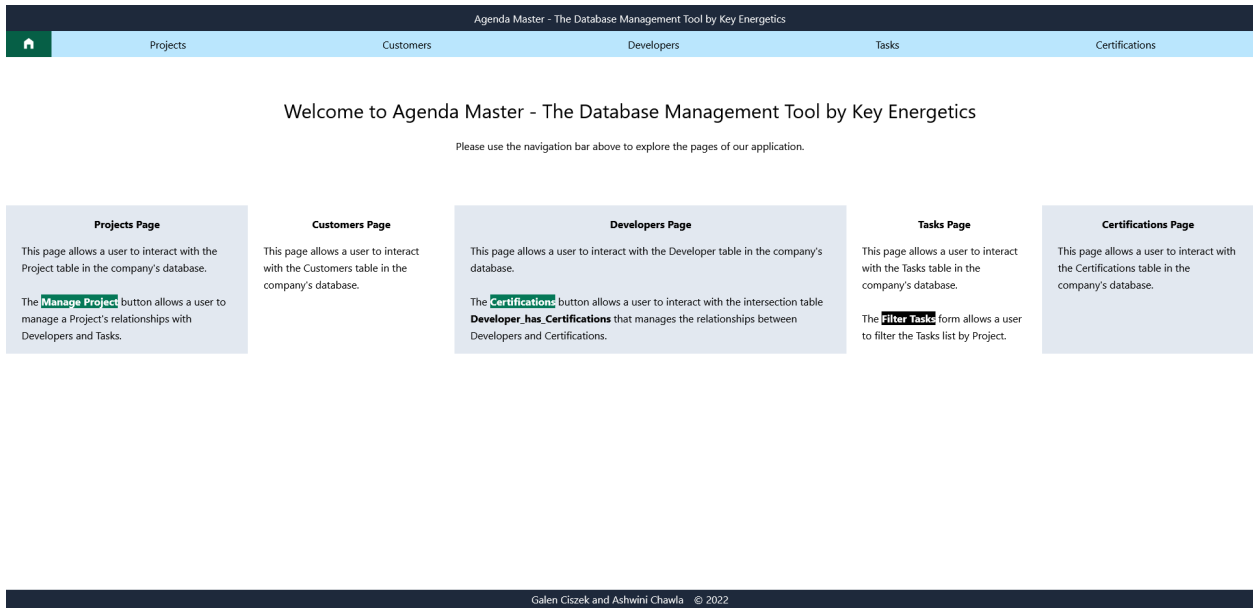 Agenda Master - The Database Management Tool by Key Energetics
Projects
Customers
Developers
Tasks
Certifications
Welcome to Agenda Master - The Database Management Tool by Key Energetics
Please use the navigation bar above to explore the pages of our application.
Projects Page
This page allows a user to interact with the
Project table in the company's database.
The Manage Project button allows a user to
manage a Project's relationships with
Developers and Tasks.
Customers Page
This page allows a user to interact
with the Customers table in the
company's database.
Developers Page
This page allows a user to interact with the Developer table in the company's
database.
The Certifications button allows a user to interact with the intersection table
Developer_has_Certifications that manages the relationships between
Developers and Certifications.
Tasks Page
This page allows a user to interact
with the Tasks table in the
company's database.
The Filter Tasks form allows a user
to filter the Tasks list by Project.
Certifications Page
This page allows a user to interact with
the Certifications table in the
company's database.
Galen Ciszek and Ashwini Chawla © 2022